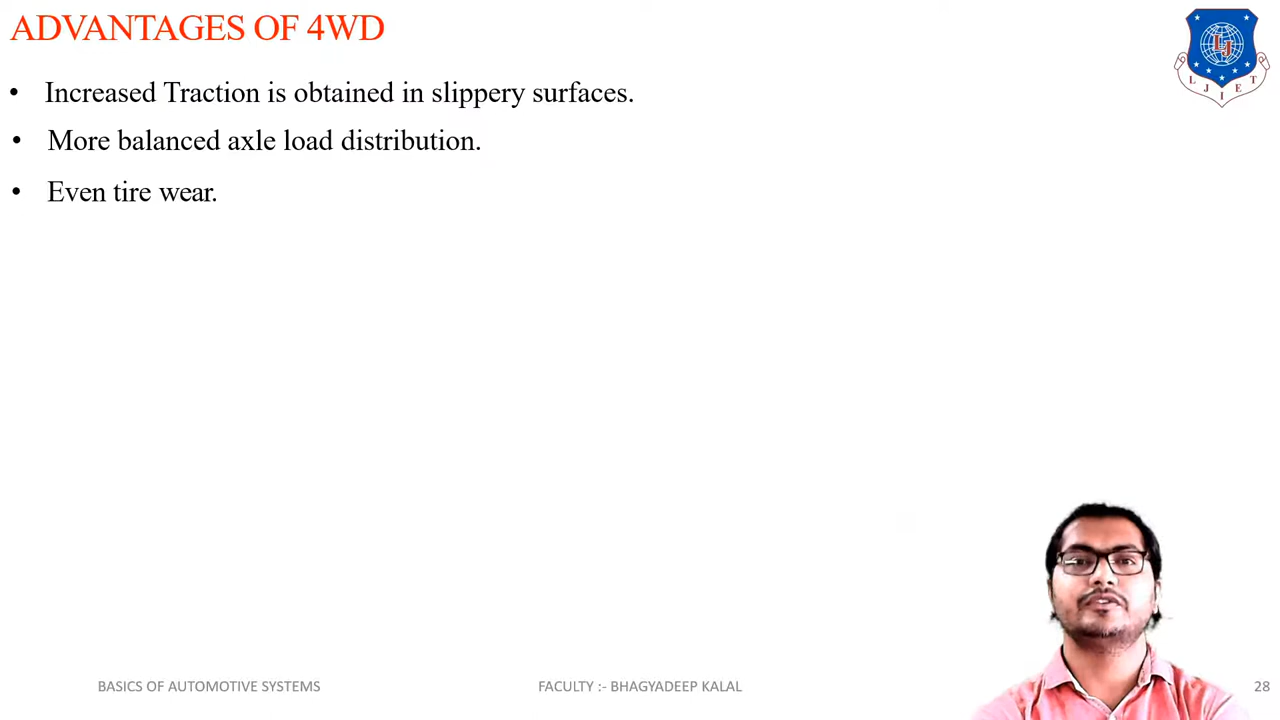 ADVANTAGES OF 4WD
LJ
L J I E T
• Increased Traction is obtained in slippery surfaces.
• More balanced axle load distribution.
• Even tire wear.
BASICS OF AUTOMOTIVE SYSTEMS
FACULTY :- BHAGYADEEP KALAL
28